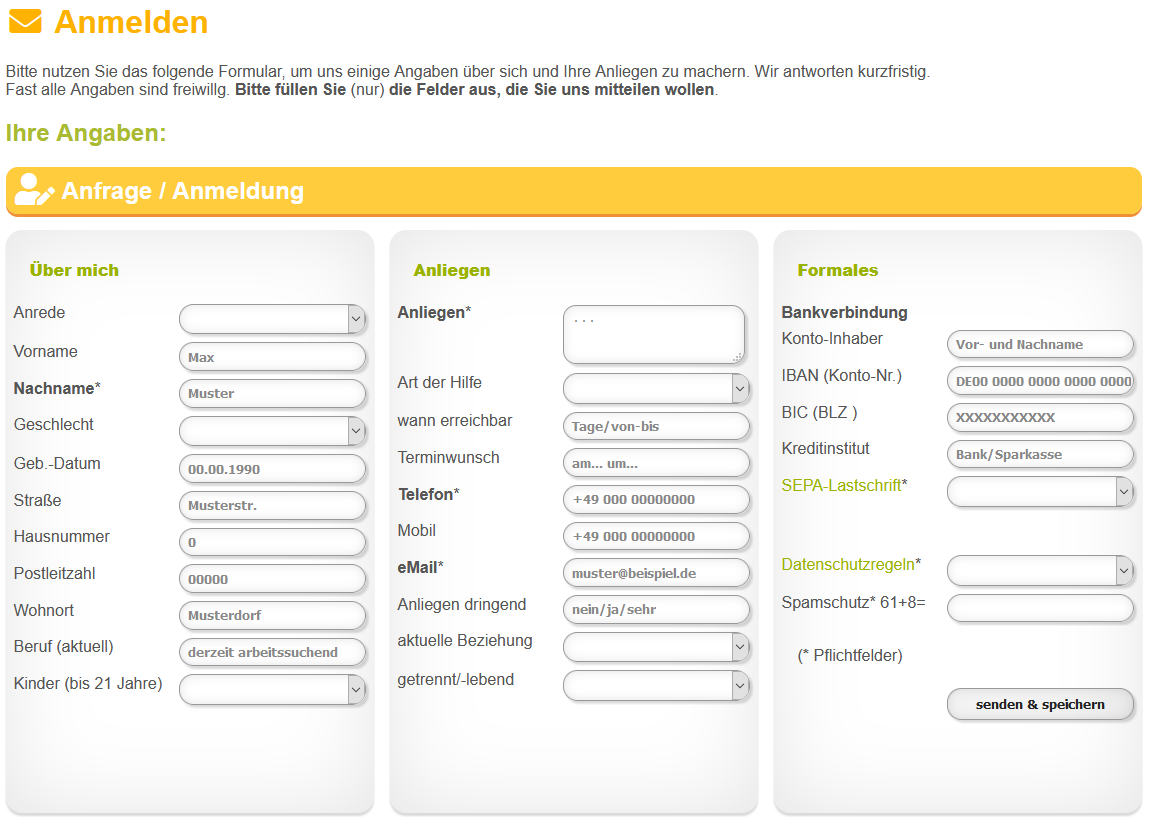 Anmelden
Bitte nutzen Sie das folgende Formular, um uns einige Angaben über sich und Ihre Anliegen zu machern. Wir antworten kurzfristig.
Fast alle Angaben sind freiwillg. Bitte füllen Sie (nur) die Felder aus, die Sie uns mitteilen wollen.
Ihre Angaben:
Anfrage / Anmeldung
Über mich
Anrede
Vorname Max
Nachname* Muster
Geschlecht
Geb.-Datum 00.00.1990
Straße Musterstr.
Hausnummer 0
Postleitzahl 00000
Wohnort Musterdorf
Beruf (aktuell) derzeit arbeitssuchend
Kinder (bis 21 Jahre)
Anliegen
Anliegen* . . .
Art der Hilfe
wann erreichbar Tage/von-bis
Terminwunsch am... um...
Telefon* +49 000 00000000
Mobil +49 000 00000000
eMail* muster@beispiel.de
Anliegen dringend nein/ja/sehr
aktuelle Beziehung
getrennt/-lebend
Formales
Bankverbindung
Konto-Inhaber Vor- und Nachname
IBAN (Konto-Nr.) DE00 0000 0000 0000 0000
BIC (BLZ ) XXXXXXXXXXX
Kreditinstitut Bank/Sparkasse
SEPA-Lastschrift*
Datenschutzregeln*
Spamschutz* 61+8=
(* Pflichtfelder)
senden & speichern